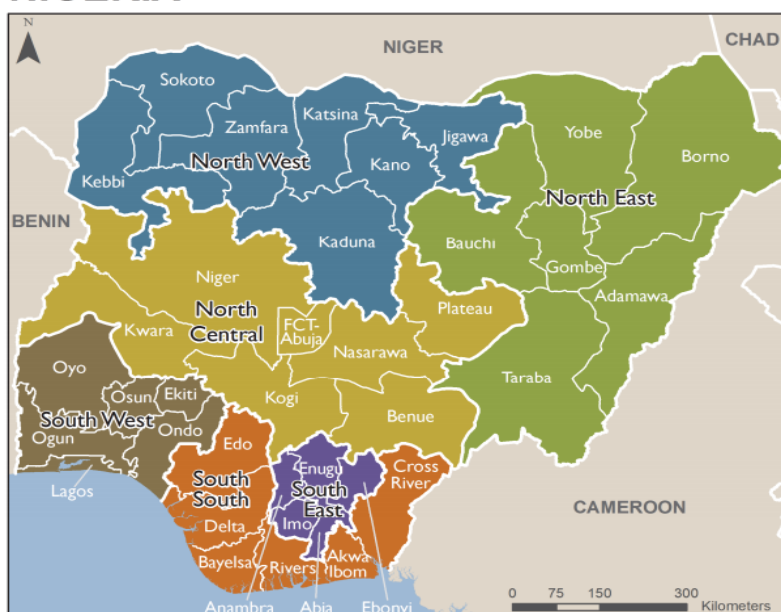 N
NIGER
CHAD
Sokoto
Katsina
Zamfara
Jigawa
Yobe
Borno
North West
Kano
Kebbi
North East
BENIN
Kaduna
Bauchi
Niger
Gombe
Adamawa
North
Central
Plateau
FCT-
Abuja
Kwara
Nasarawa
Oyo
Taraba
Osun
Ekiti
Kogi
Benue
South West
Ogun
Ondo
Edo
Enugu
Cross
River
South
South
South
East
Lagos
CAMEROON
Delta
Imo
Bayelsa
Rivers
Akwa
Ibom
0 75 150 300
Kilometers
Anambra Abia Ebonyi